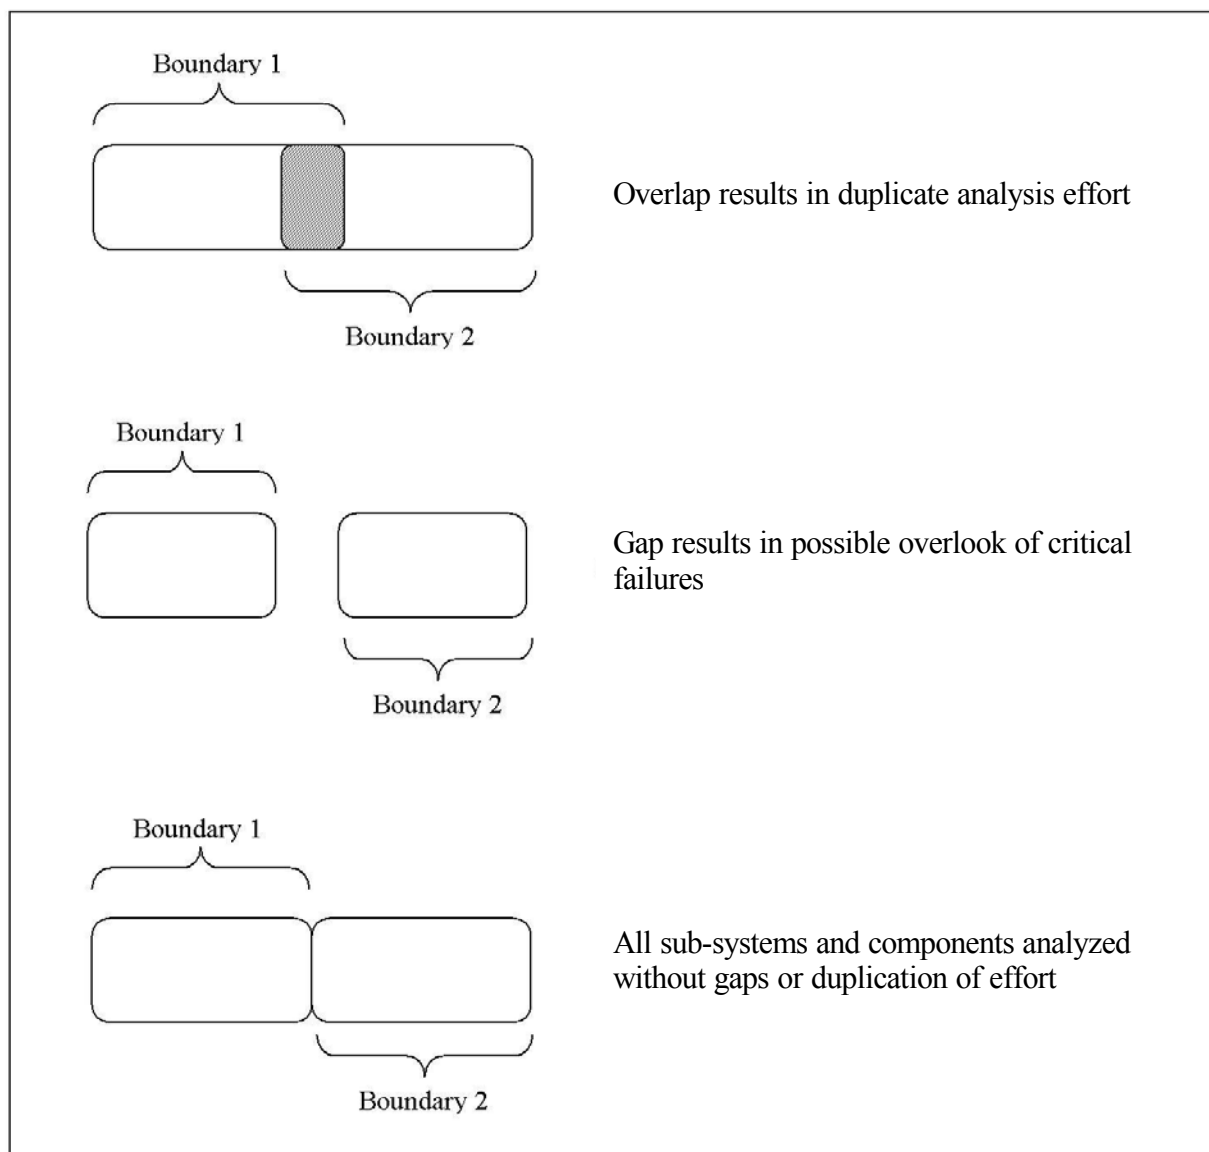 Boundary 1
Overlap results in duplicate analysis effort
Boundary 2
Boundary 1
Gap results in possible overlook of critical
failures
Boundary 2
Boundary 1
All sub-systems and components analyzed
without gaps or duplication of effort
Boundary 2